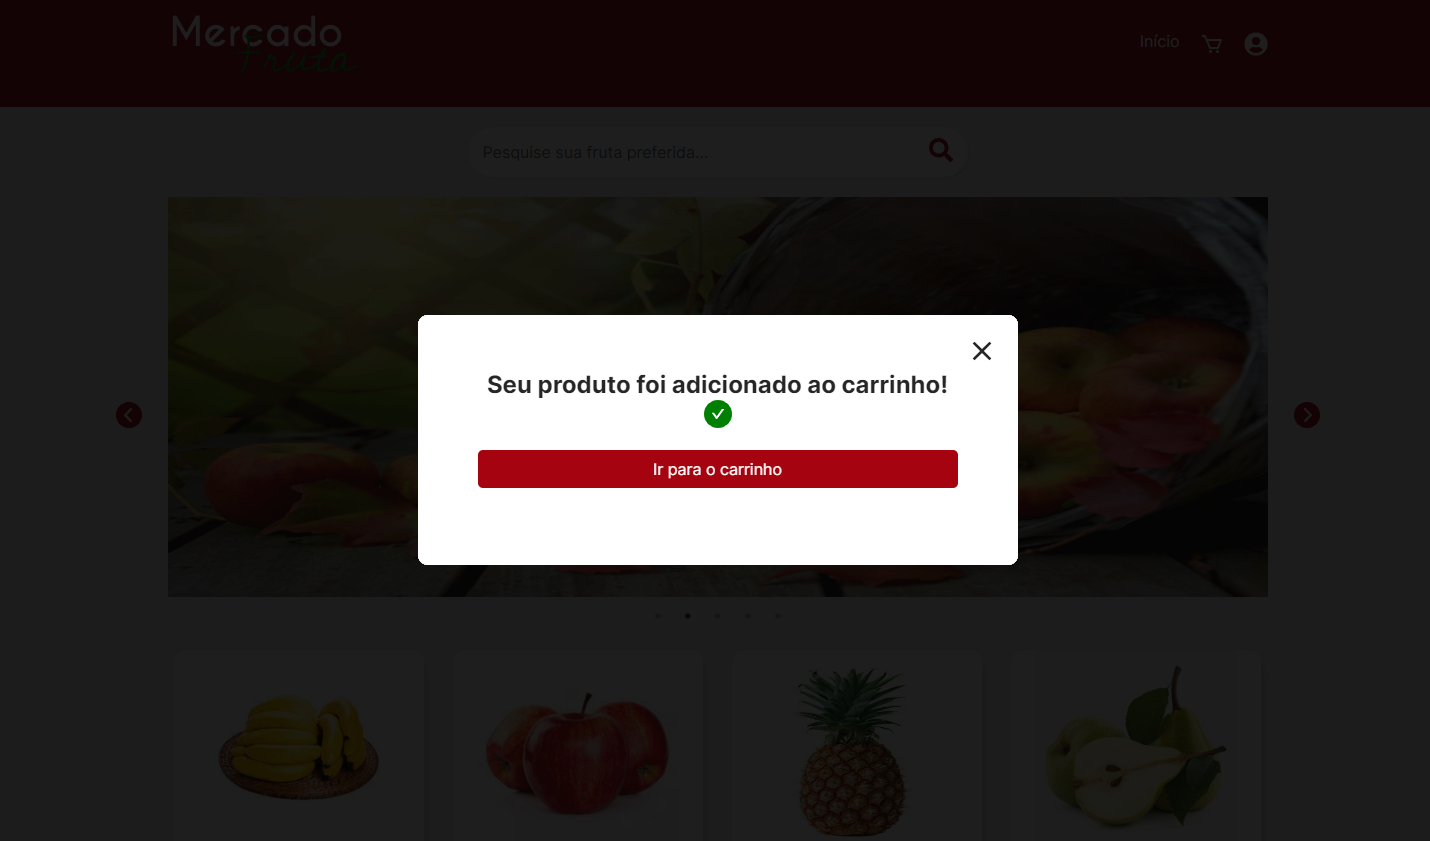 Mercado
Fruta
Início
Pesquise sua fruta preferida...
Seu produto foi adicionado ao carrinho!
Ir para o carrinho